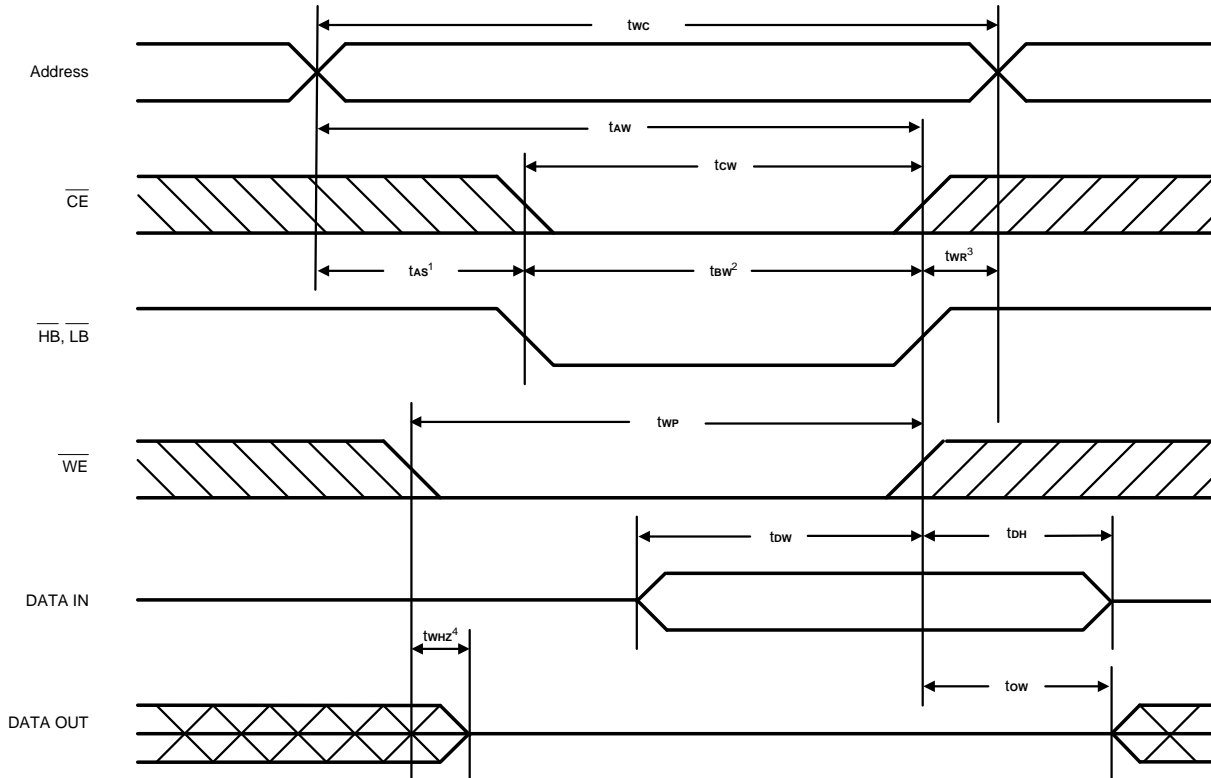 tWC
Address
tAW
tCW
CE
tAS1 tBW2 tWR3
HB, LB
tWP
WE
tDW tDH
DATA IN
tWHZ4
tOW
DATA OUT